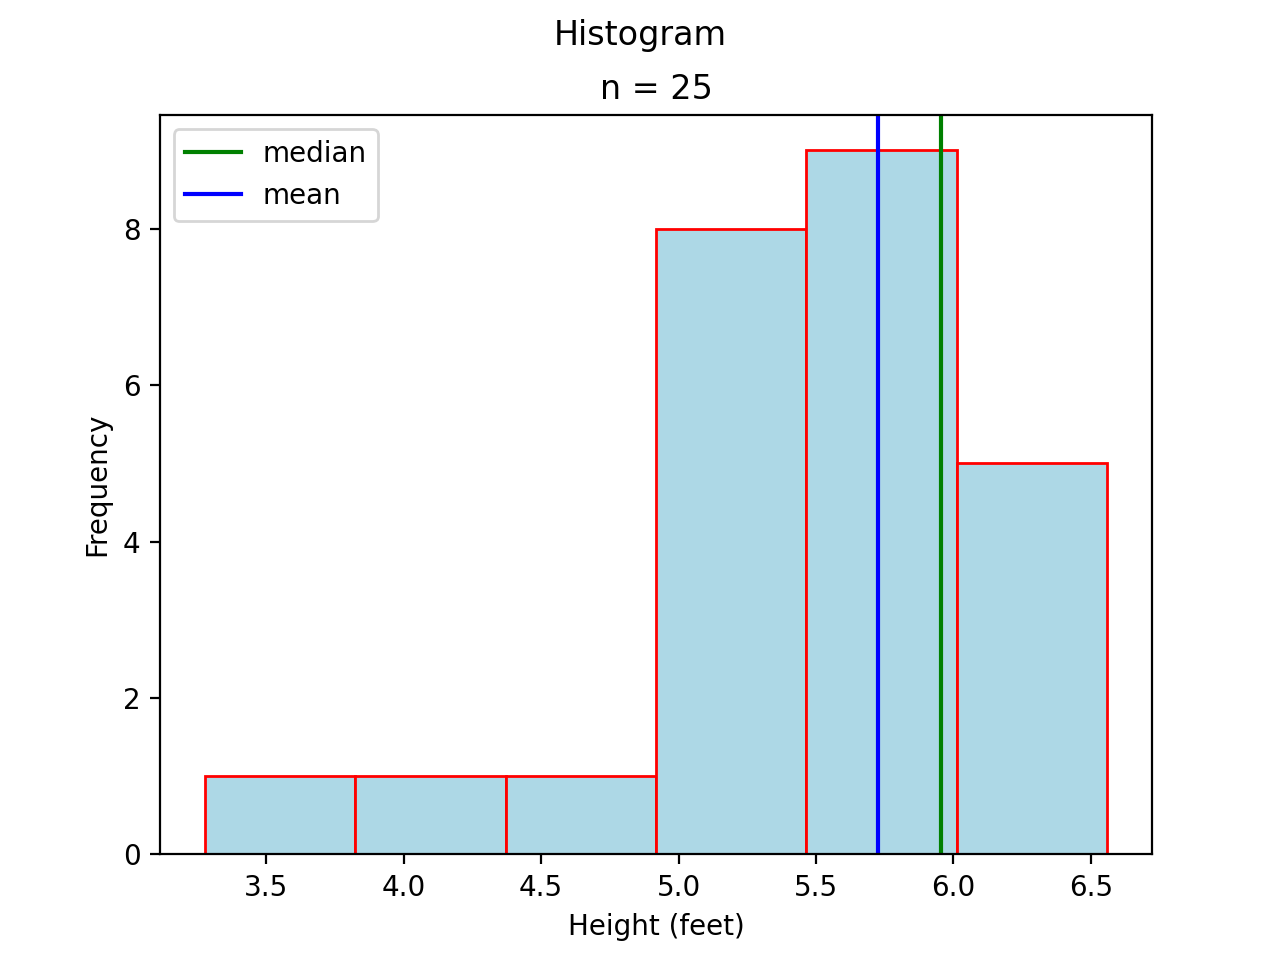 Histogram
n = 25
median
mean
8
6
4
2
0
Frequency
3.5 4.0 4.5 5.0 5.5 6.0 6.5
Height (feet)